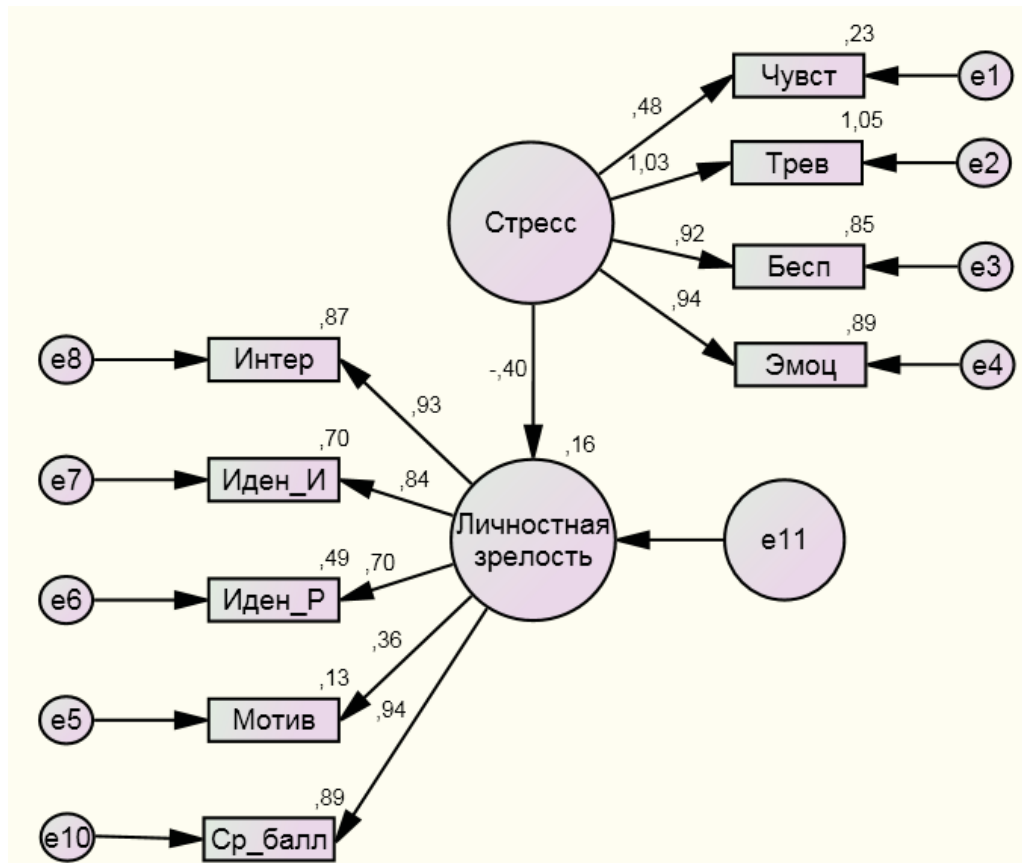 ,23
Чувст
e1
,48
1,05
Трев
e2
1,03
Стресс
,85
Бесп
e3
,92
,89
Эмоц
e4
,94
,87
e8
Интер
-,40
,93
,70
e7
Иден_И
,84
,16
Личностная
зрелость
e11
,49
,70
e6
Иден_Р
,36
,13
e5
Мотив
,94
,89
e10
Ср_балл